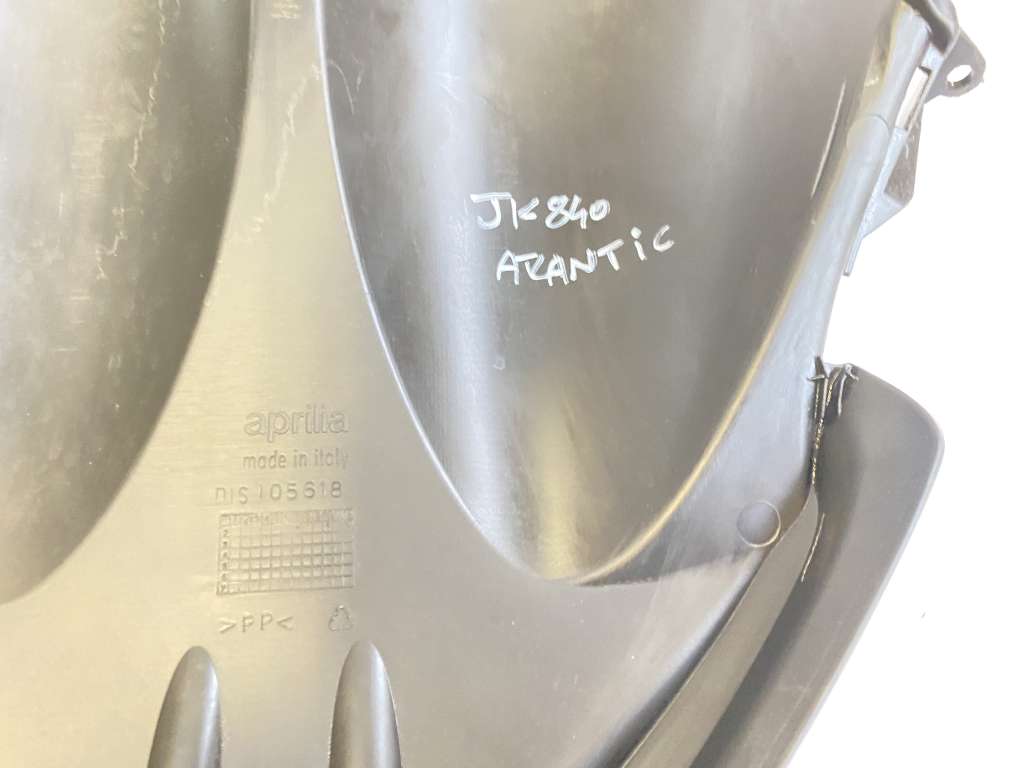 JK840
ARANTiC
aprilia
made in italy
DIS 105618
>PP<